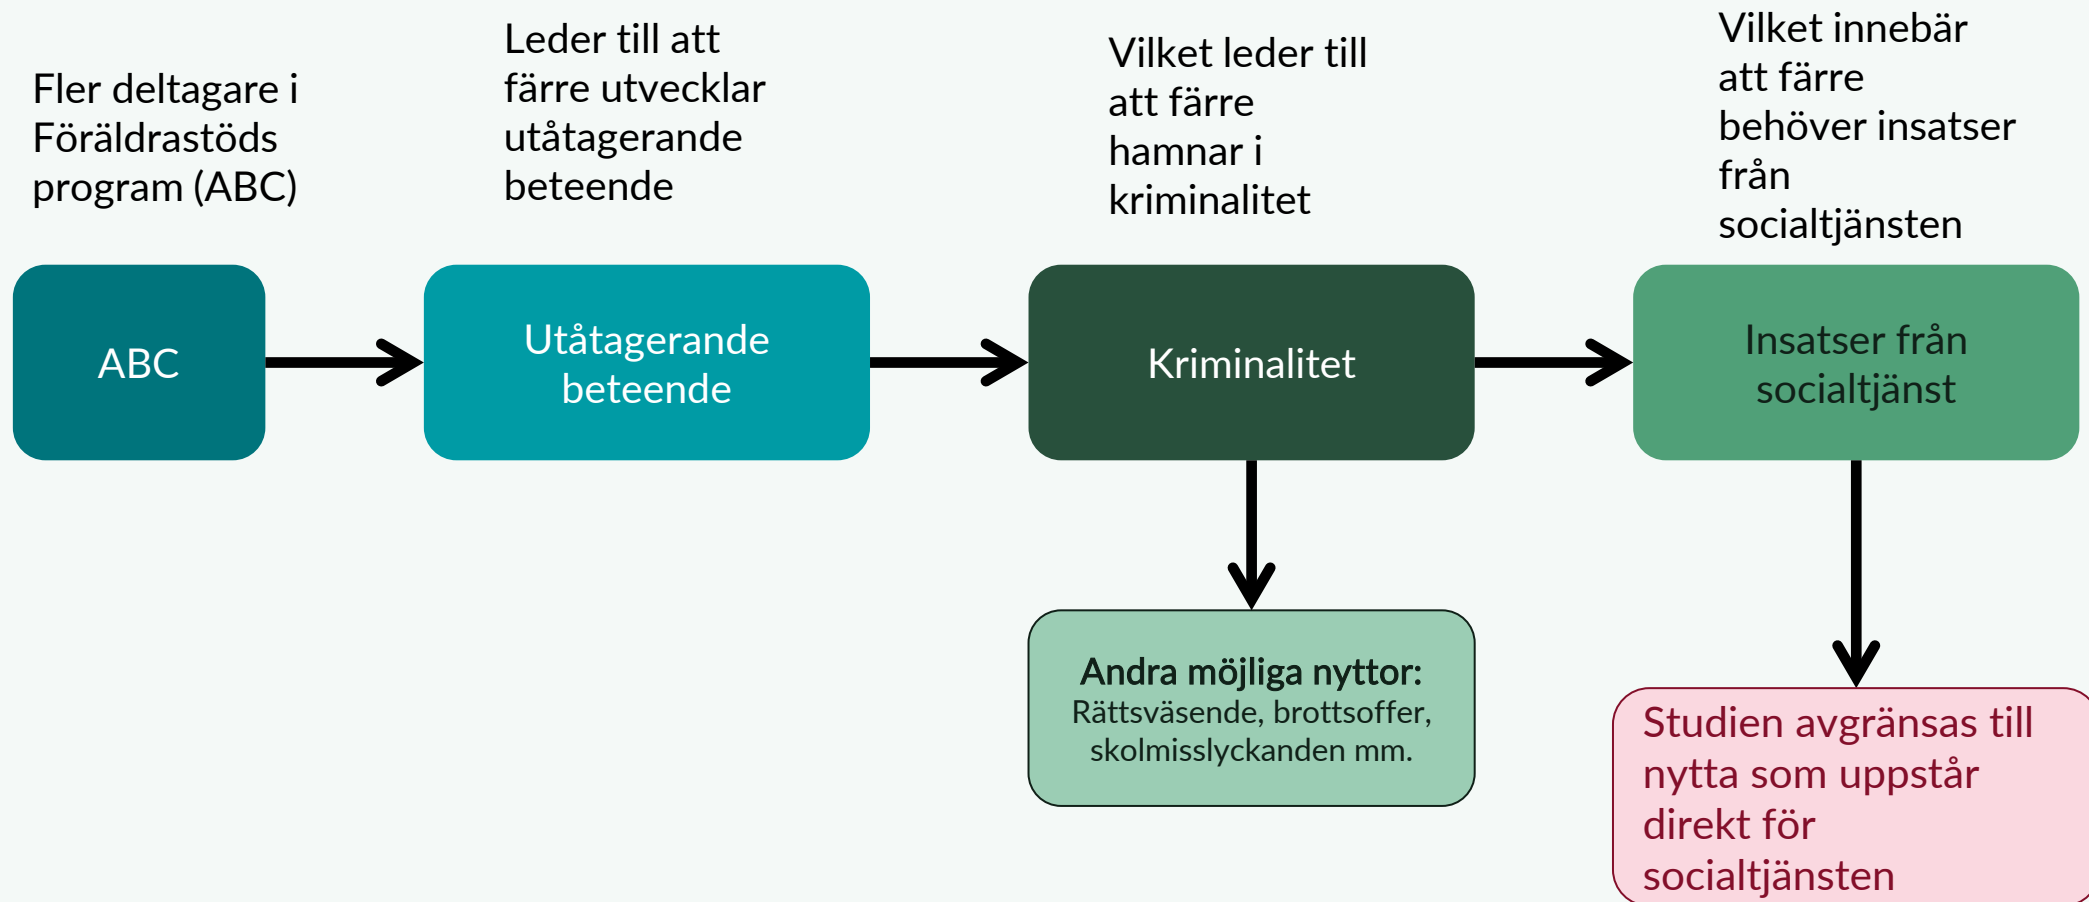 Fler deltagare i
Föräldrastöds
program (ABC)
Leder till att
färre utvecklar
utåtagerande
beteende
Vilket leder till
att färre
hamnar i
kriminalitet
Vilket innebär
att färre
behöver insatser
från
socialtjänsten
ABC
Utåtagerande
beteende
Kriminalitet
Insatser från
socialtjänst
Andra möjliga nyttor:
Rättsväsende, brottsoffer,
skolmisslyckanden mm.
Studien avgränsas till
nytta som uppstår
direkt för
socialtjänsten